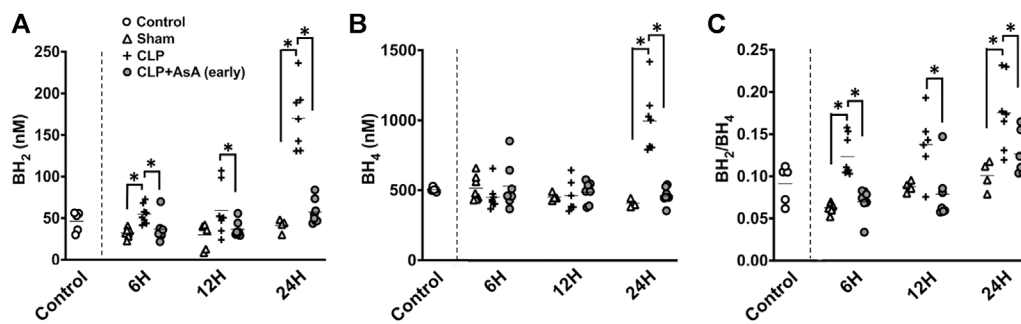 A
BH₂ (nM)
250
200
150
100
50
0
Control
Sham
CLP
CLP+AsA (early)
* * * * *
Control
6H
12H
24H
B
BH₄ (nM)
1500
1000
500
0
* *
Control
6H
12H
24H
C
BH₂/BH₄
0.25
0.20
0.15
0.10
0.05
0.00
* * * * *
Control
6H
12H
24H